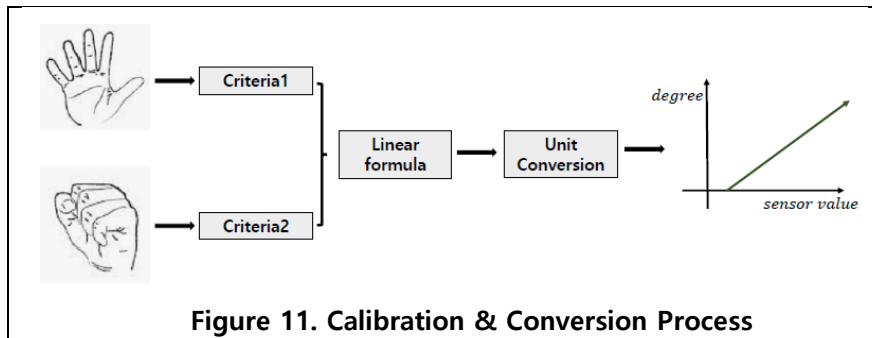 Criteria1
Criteria2
Linear
formula
Unit
Conversion
degree
sensor value
Figure 11. Calibration & Conversion Process